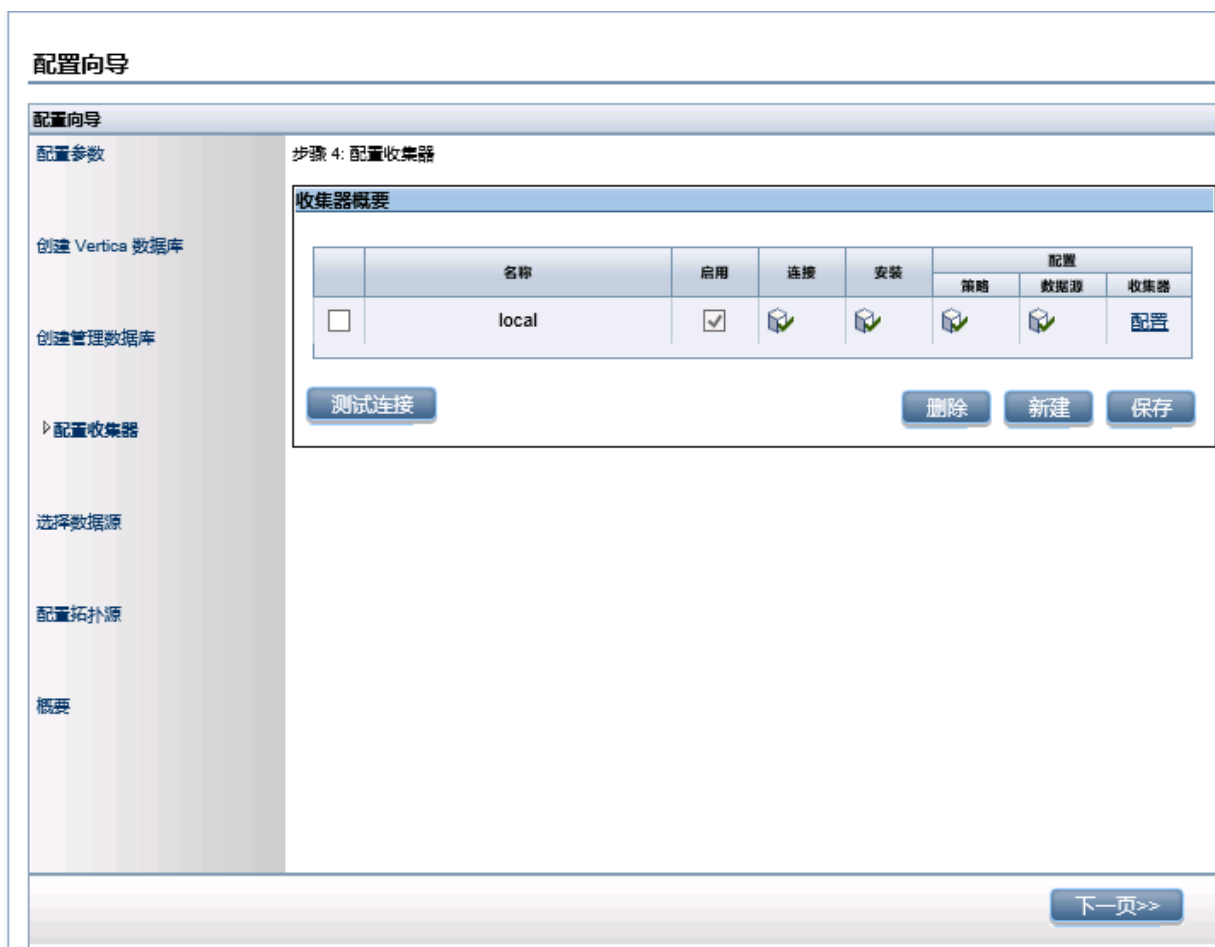 配置向导
配置向导
配置参数
创建 Vertica 数据库
创建管理数据库
配置收集器
选择数据源
配置拓扑源
概要
步骤 4: 配置收集器
收集器概要
名称 启用 连接 安装 配置
策略 数据源 收集器
local 配置
测试连接 删除 新建 保存
下一页>>